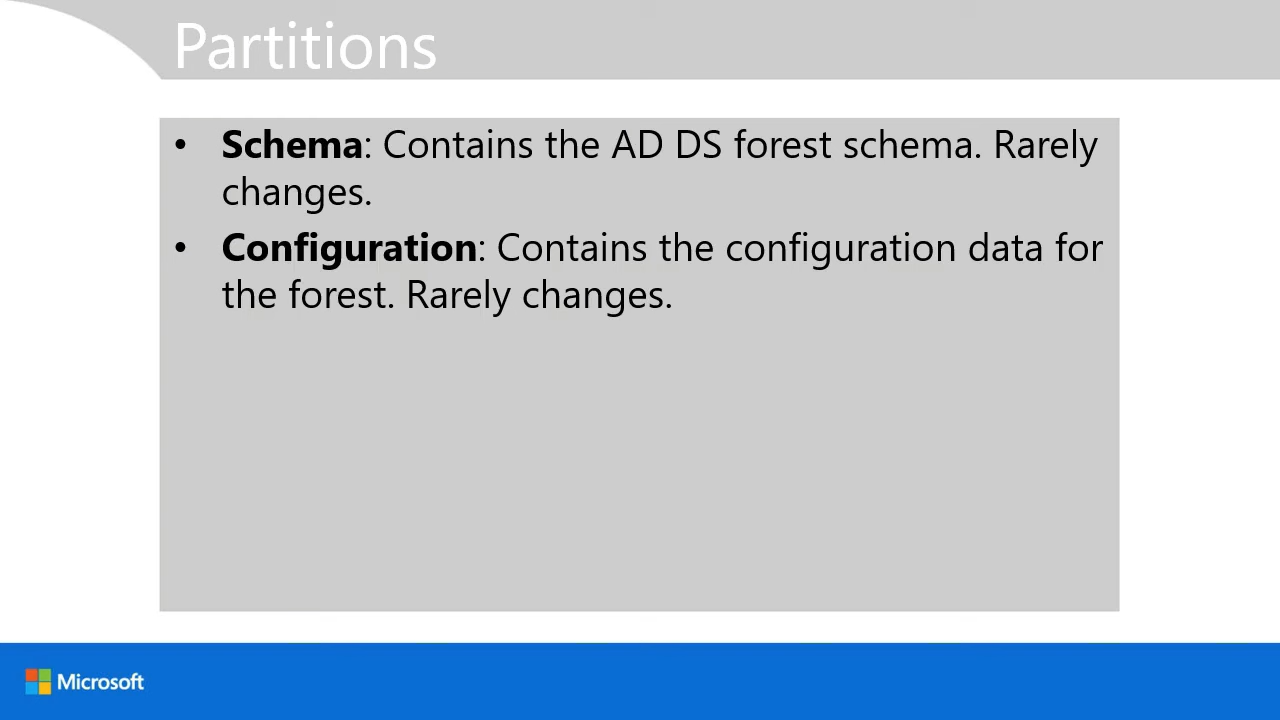 Partitions
• Schema: Contains the AD DS forest schema. Rarely
changes.
• Configuration: Contains the configuration data for
the forest. Rarely changes.
Microsoft